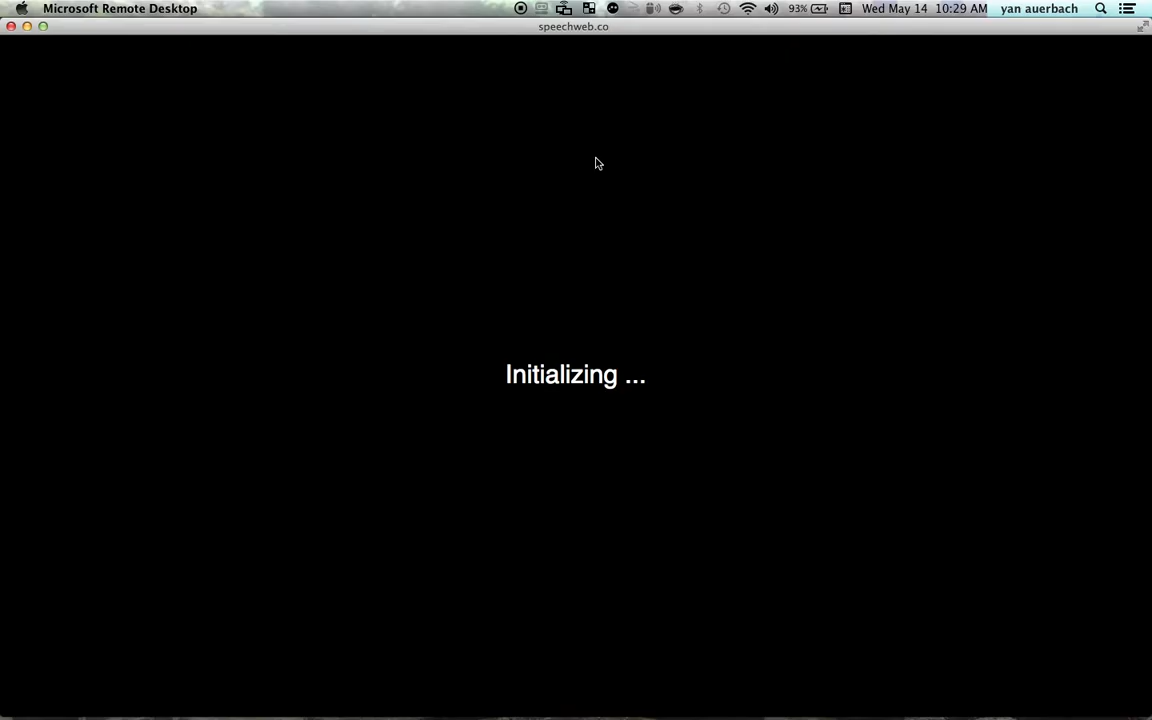 Microsoft Remote Desktop 93% Wed May 14 10:29 AM yan auerbach
speechweb.co
Initializing ...